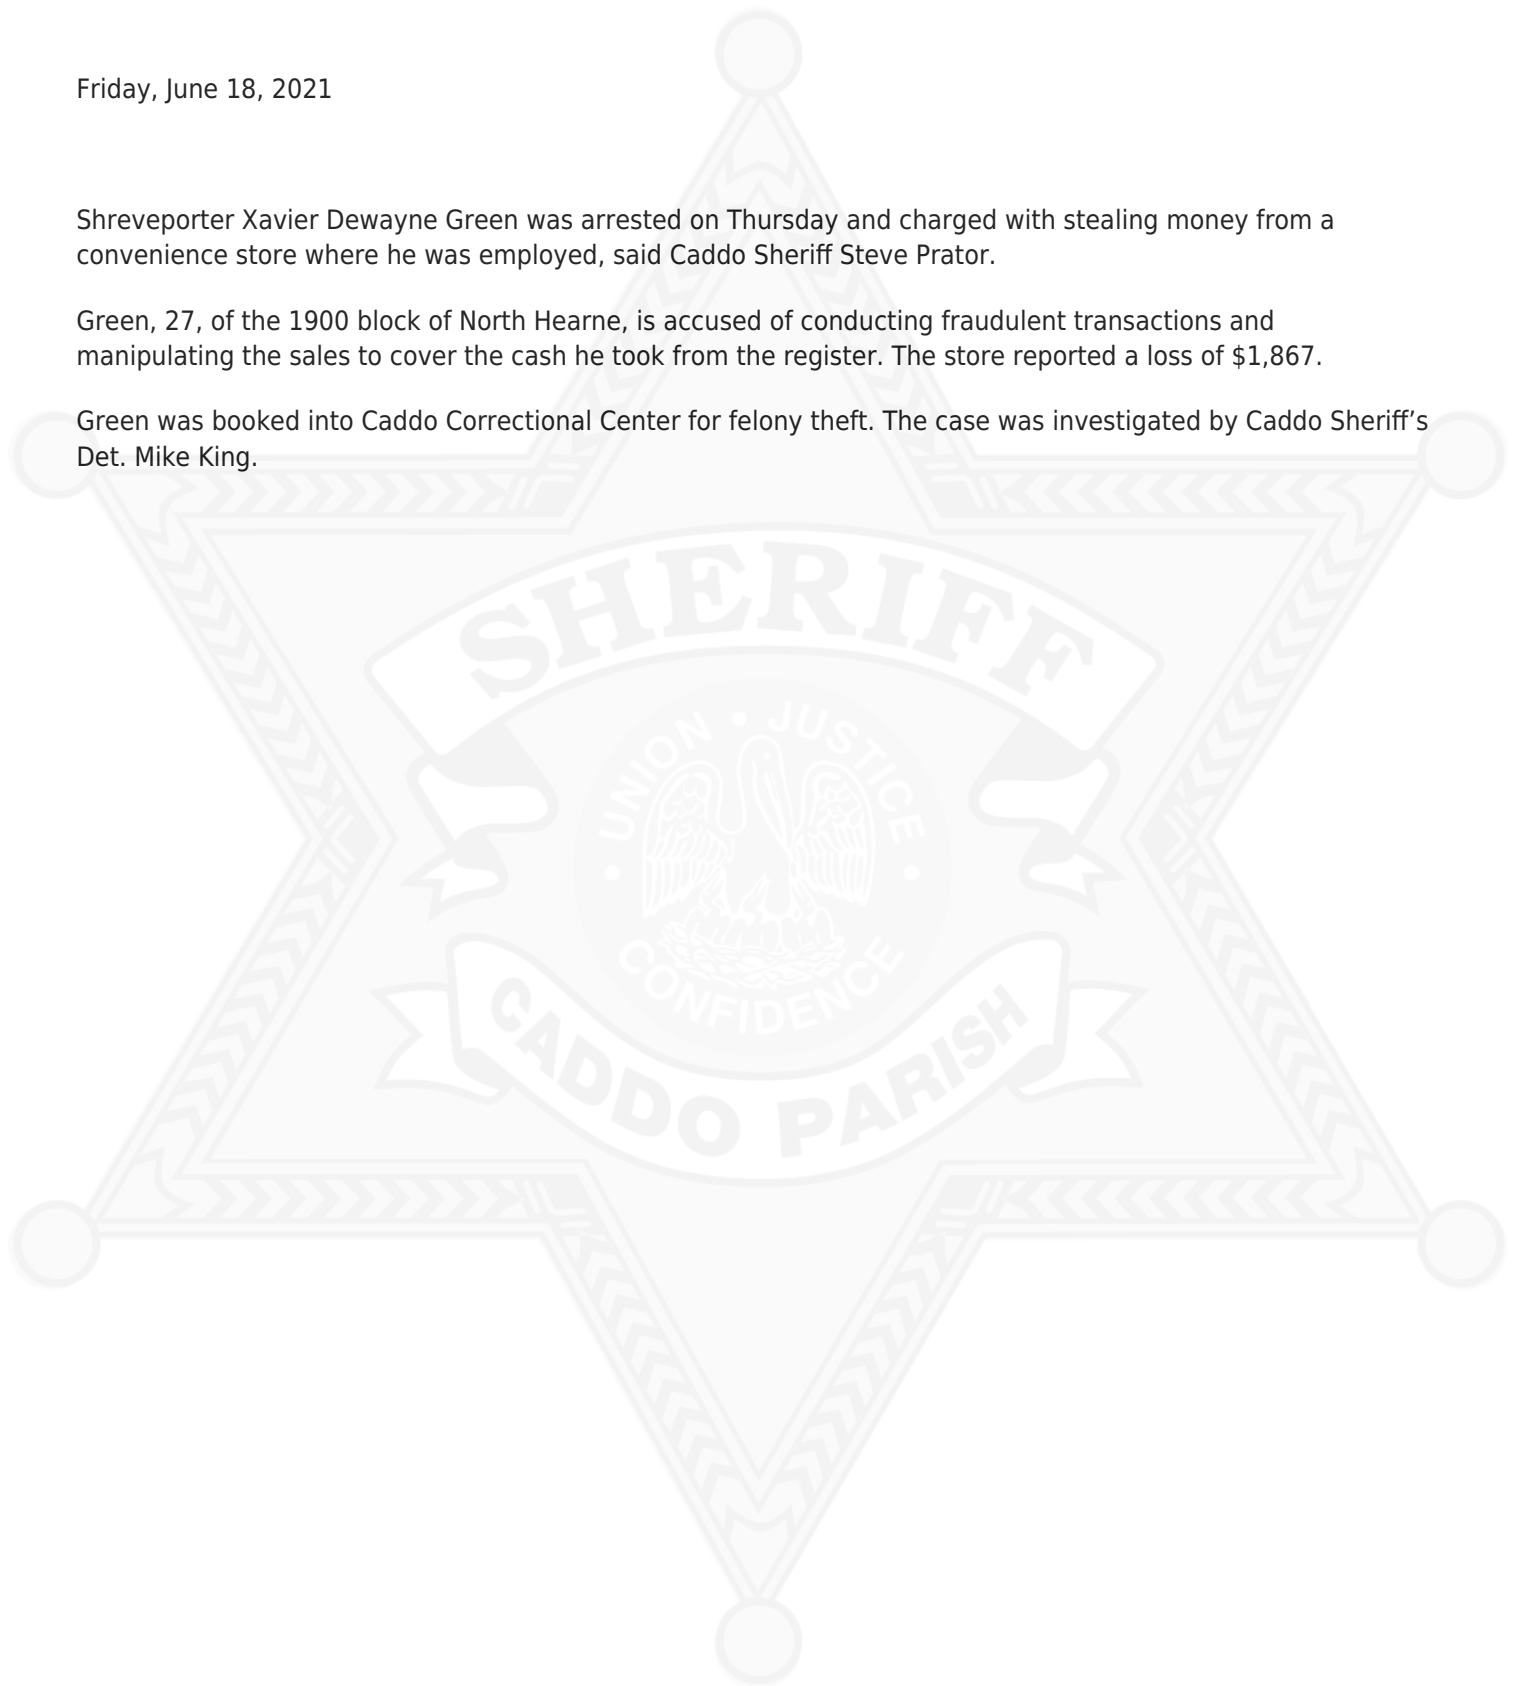 Friday, June 18, 2021
Shreveporter Xavier Dewayne Green was arrested on Thursday and charged with stealing money from a
convenience store where he was employed, said Caddo Sheriff Steve Prator.
Green, 27, of the 1900 block of North Hearne, is accused of conducting fraudulent transactions and
manipulating the sales to cover the cash he took from the register. The store reported a loss of $1,867.
Green was booked into Caddo Correctional Center for felony theft. The case was investigated by Caddo Sheriff’s
Det. Mike King.
SHERIFF
UNION • JUSTICE
• CONFIDENCE •
CADDO PARISH